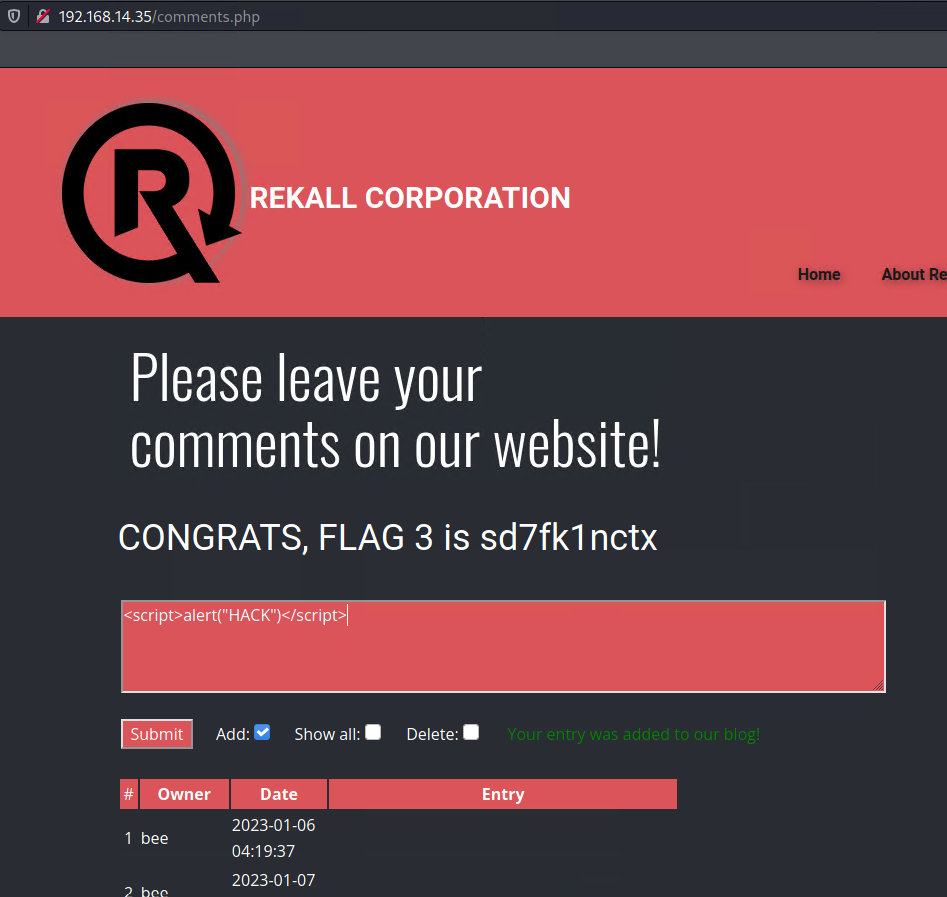 192.168.14.35/comments.php
R
REKALL CORPORATION
Home About Re
Please leave your
comments on our website!
CONGRATS, FLAG 3 is sd7fk1nctx
<script>alert("HACK")</script>
Submit Add: Show all: Delete: Your entry was added to our blog!
# Owner Date Entry
2023-01-06
1 bee
04:19:37
2023-01-07
2 bee